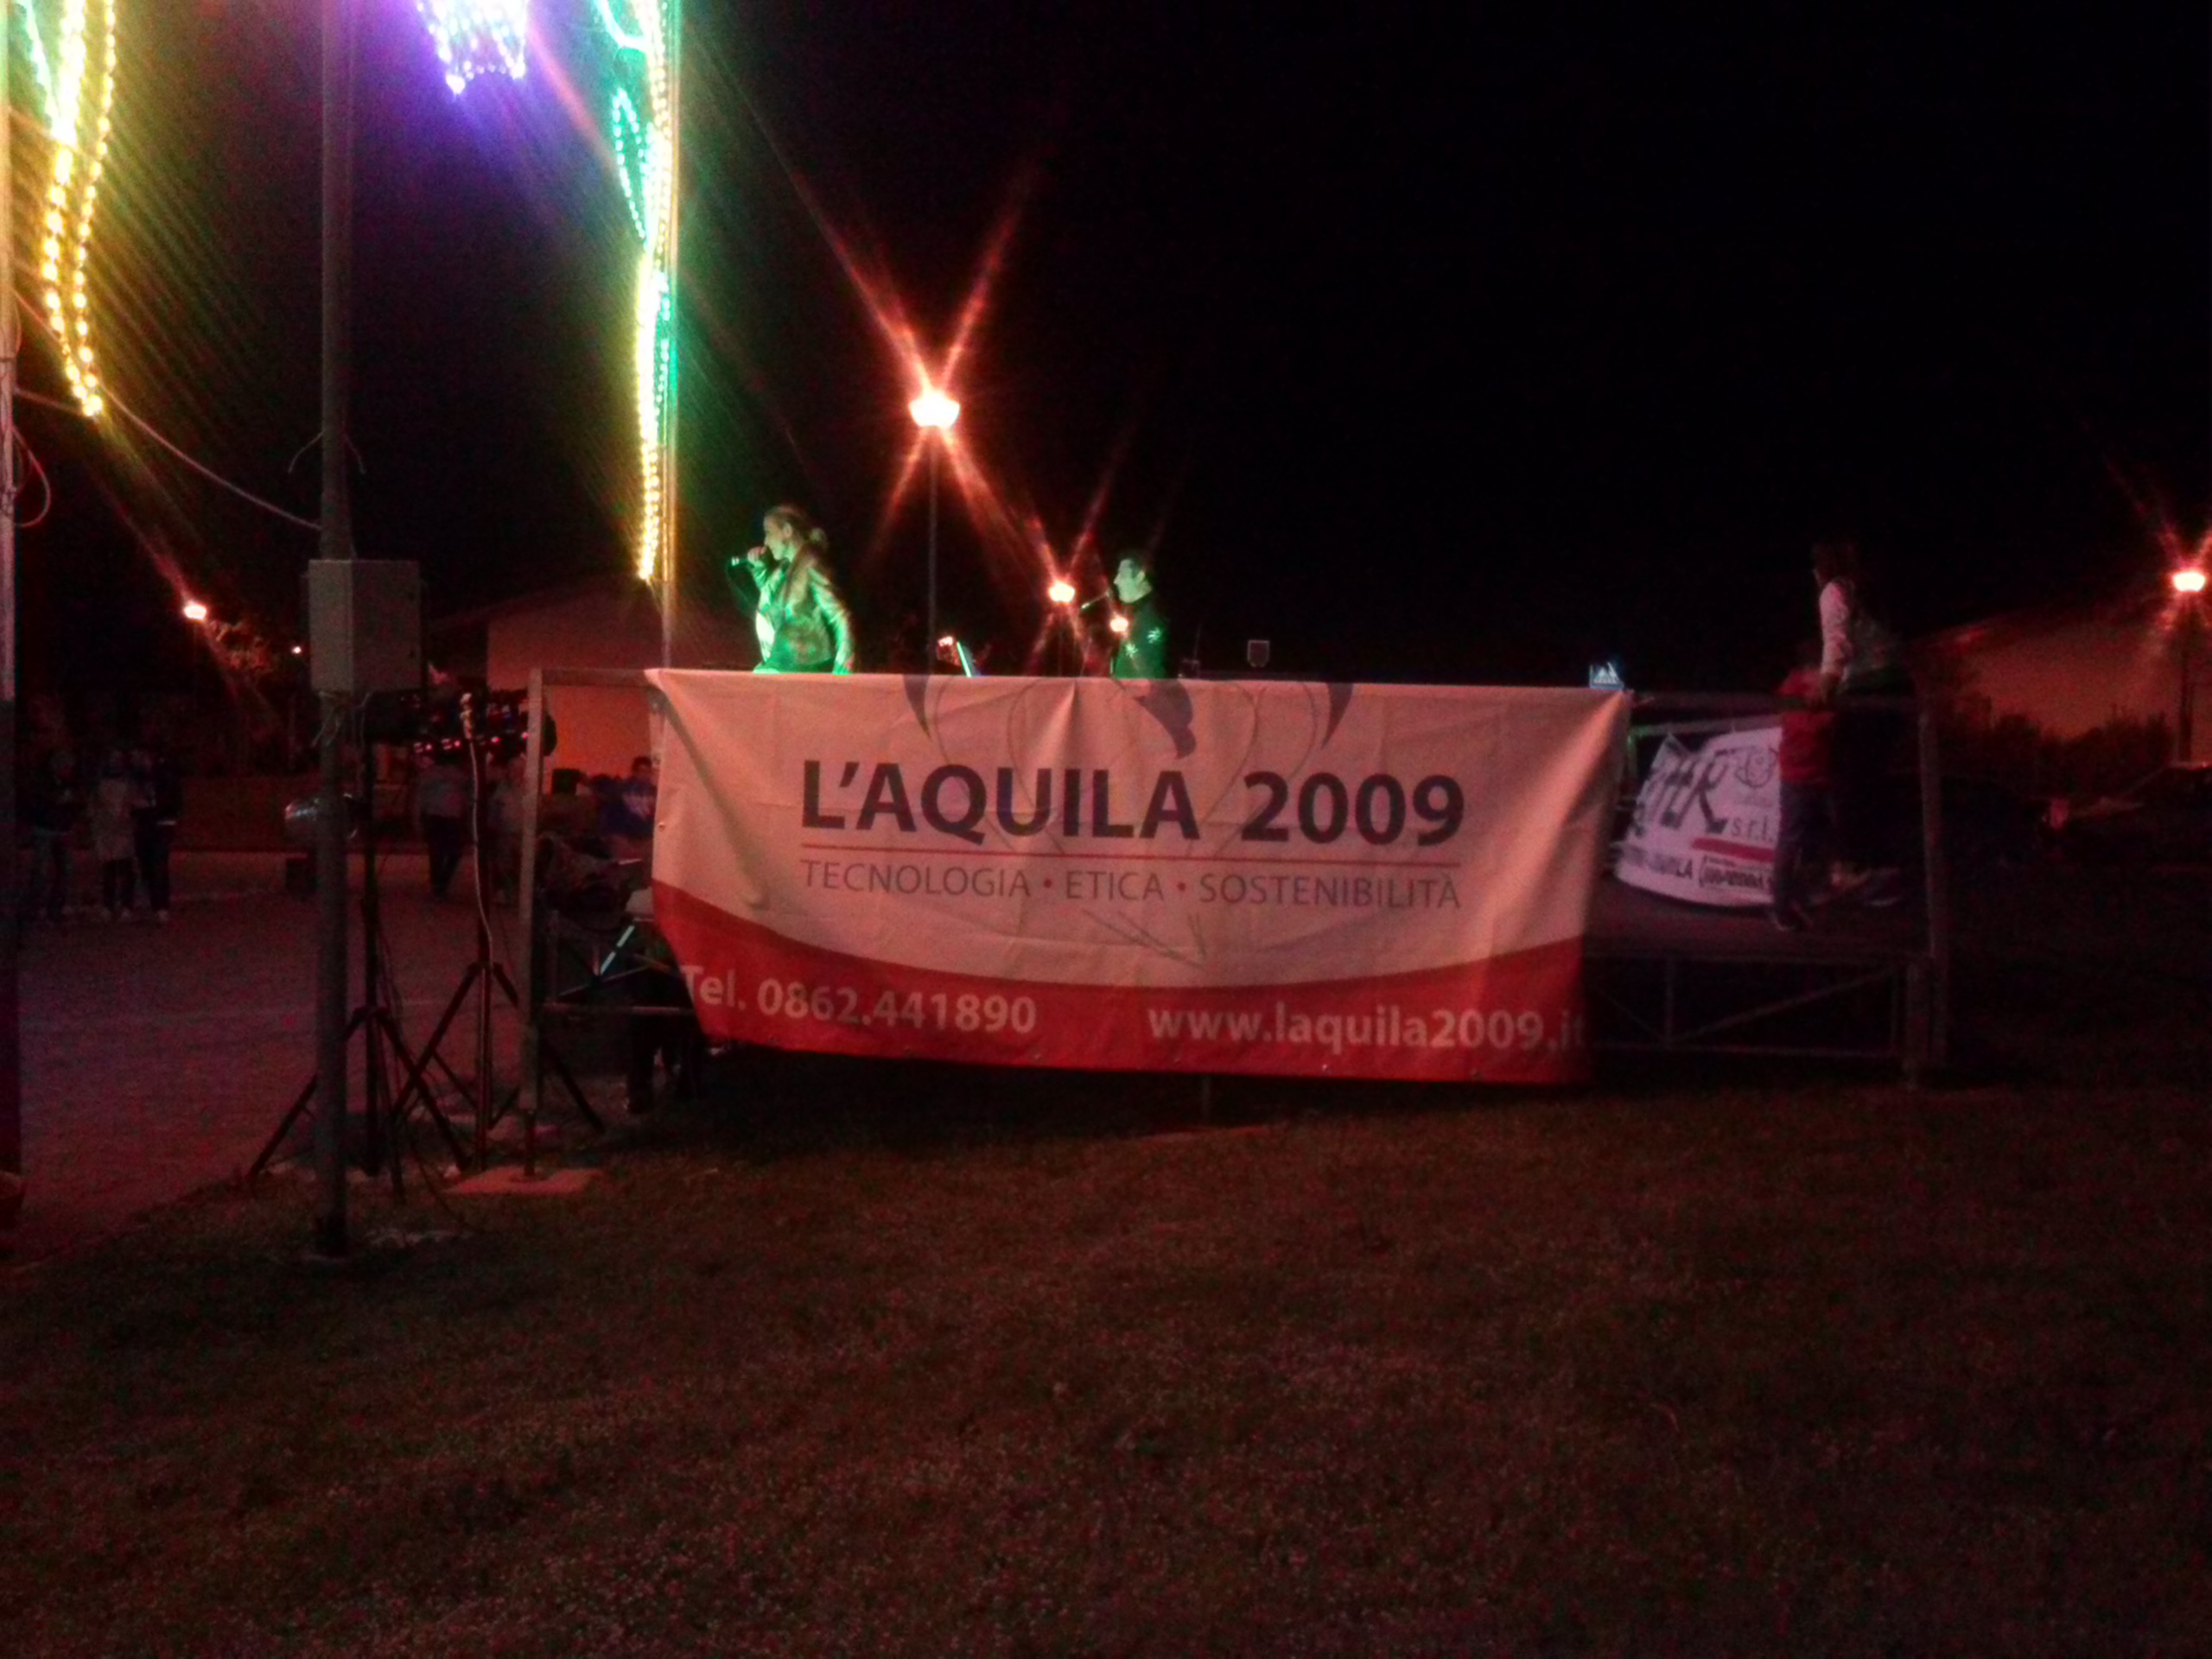 L'AQUILA 2009
TECNOLOGIA • ETICA • SOSTENIBILITÀ
Tel. 0862.441890
www.laquila2009.it
s.r.l.